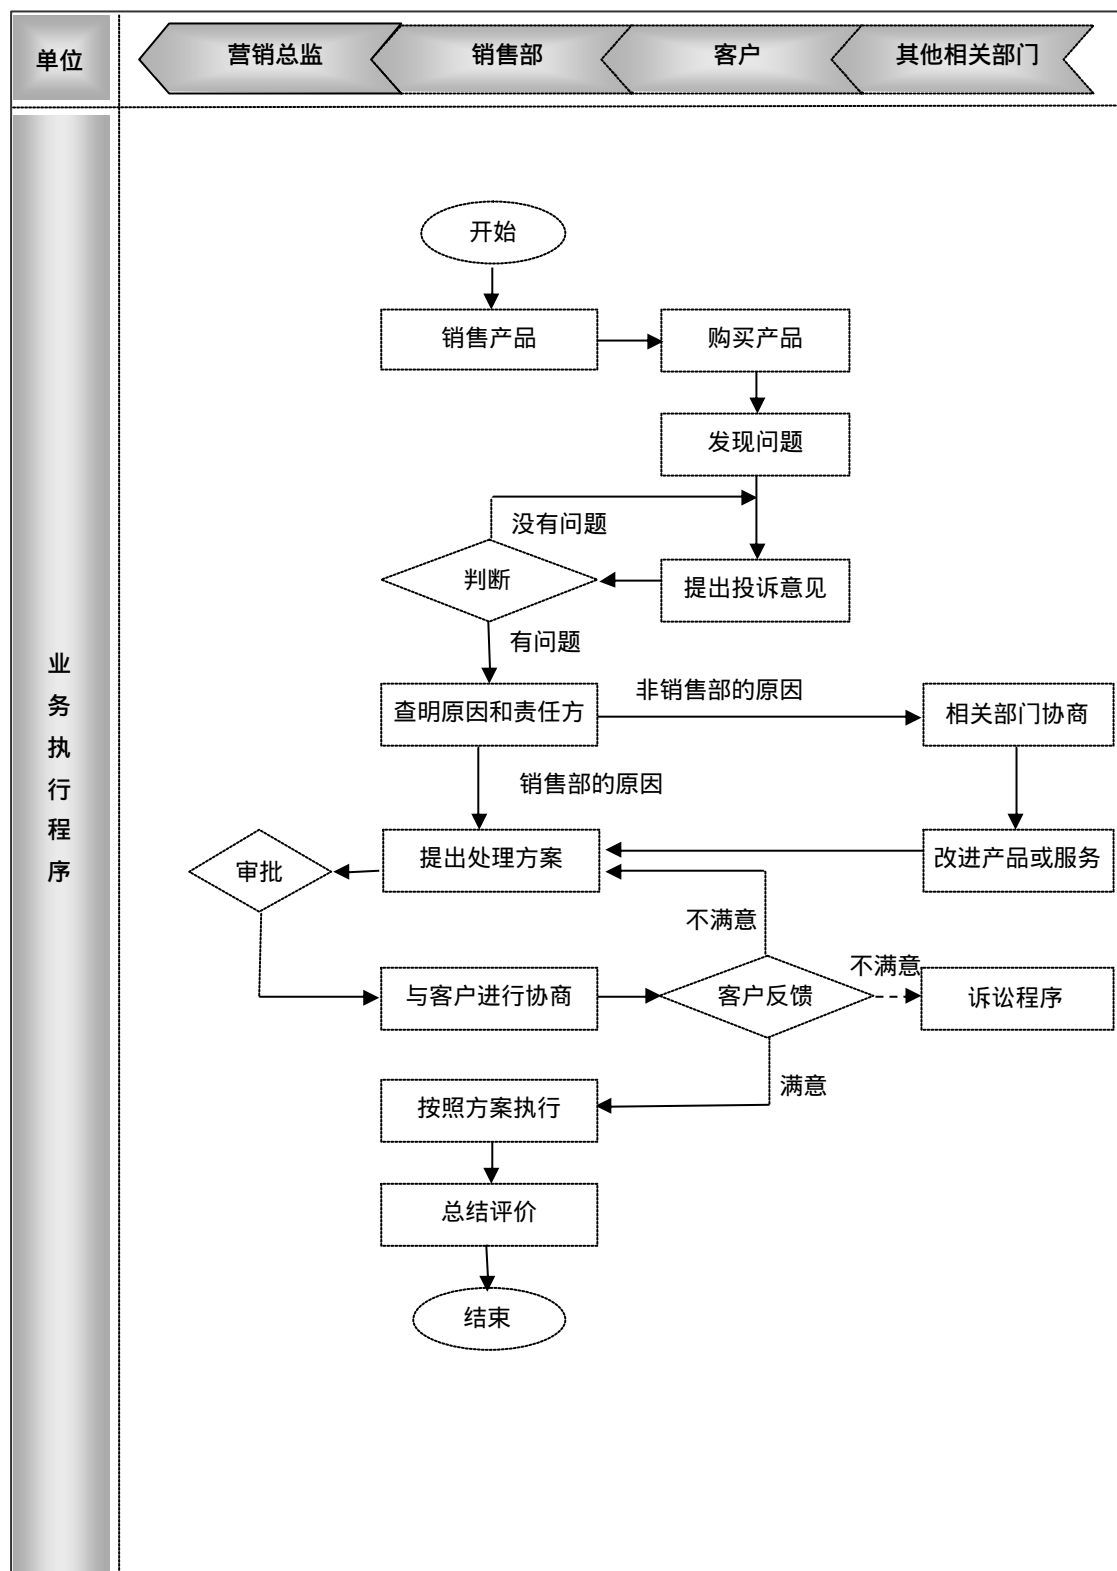 单位
营销总监
销售部
客户
其他相关部门
业务执行程序
开始
销售产品
购买产品
发现问题
没有问题
判断
提出投诉意见
有问题
非销售部的原因
查明原因和责任方
相关部门协商
销售部的原因
提出处理方案
改进产品或服务
审批
不满意
不满意
与客户进行协商
客户反馈
诉讼程序
满意
按照方案执行
总结评价
结束